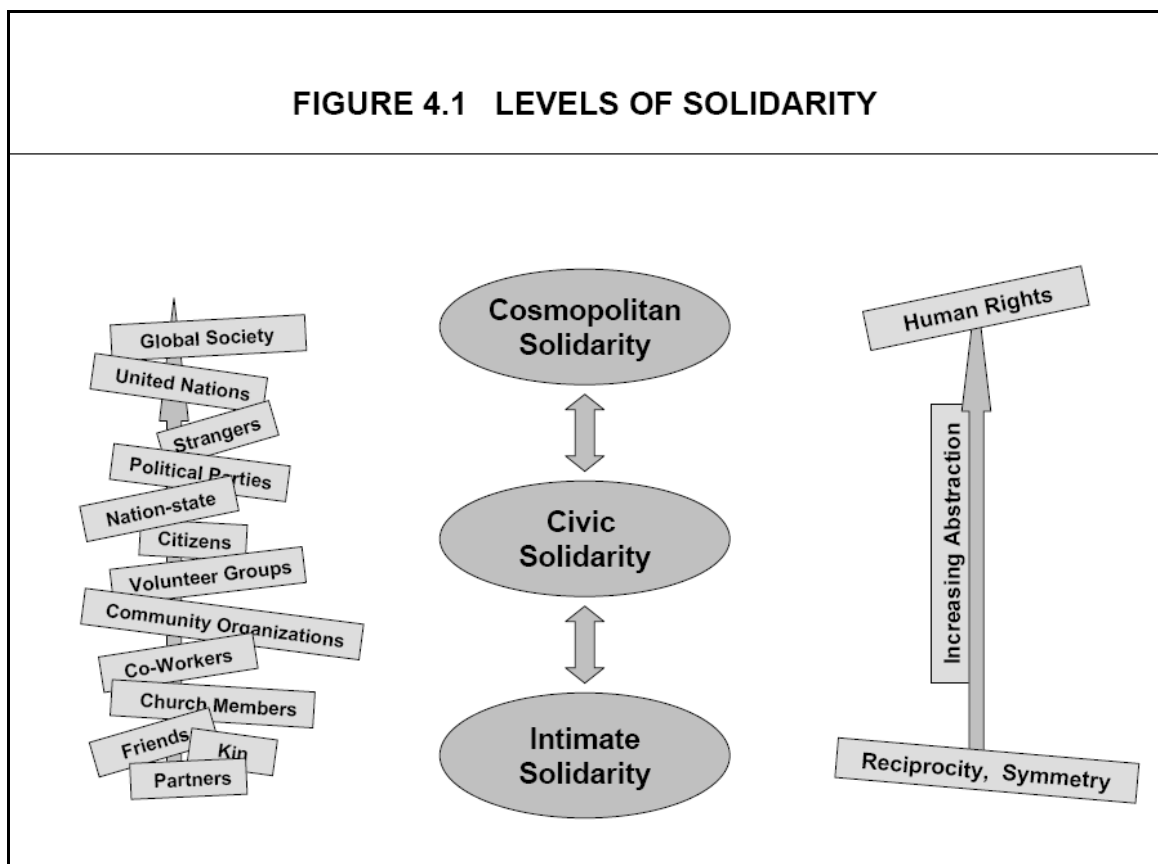 FIGURE 4.1 LEVELS OF SOLIDARITY
Global Society
United Nations
Strangers
Political Parties
Nation-state
Citizens
Volunteer Groups
Community Organizations
Co-Workers
Church Members
Friends
Kin
Partners
Cosmopolitan
Solidarity
Civic
Solidarity
Intimate
Solidarity
Human Rights
Increasing Abstraction
Reciprocity, Symmetry